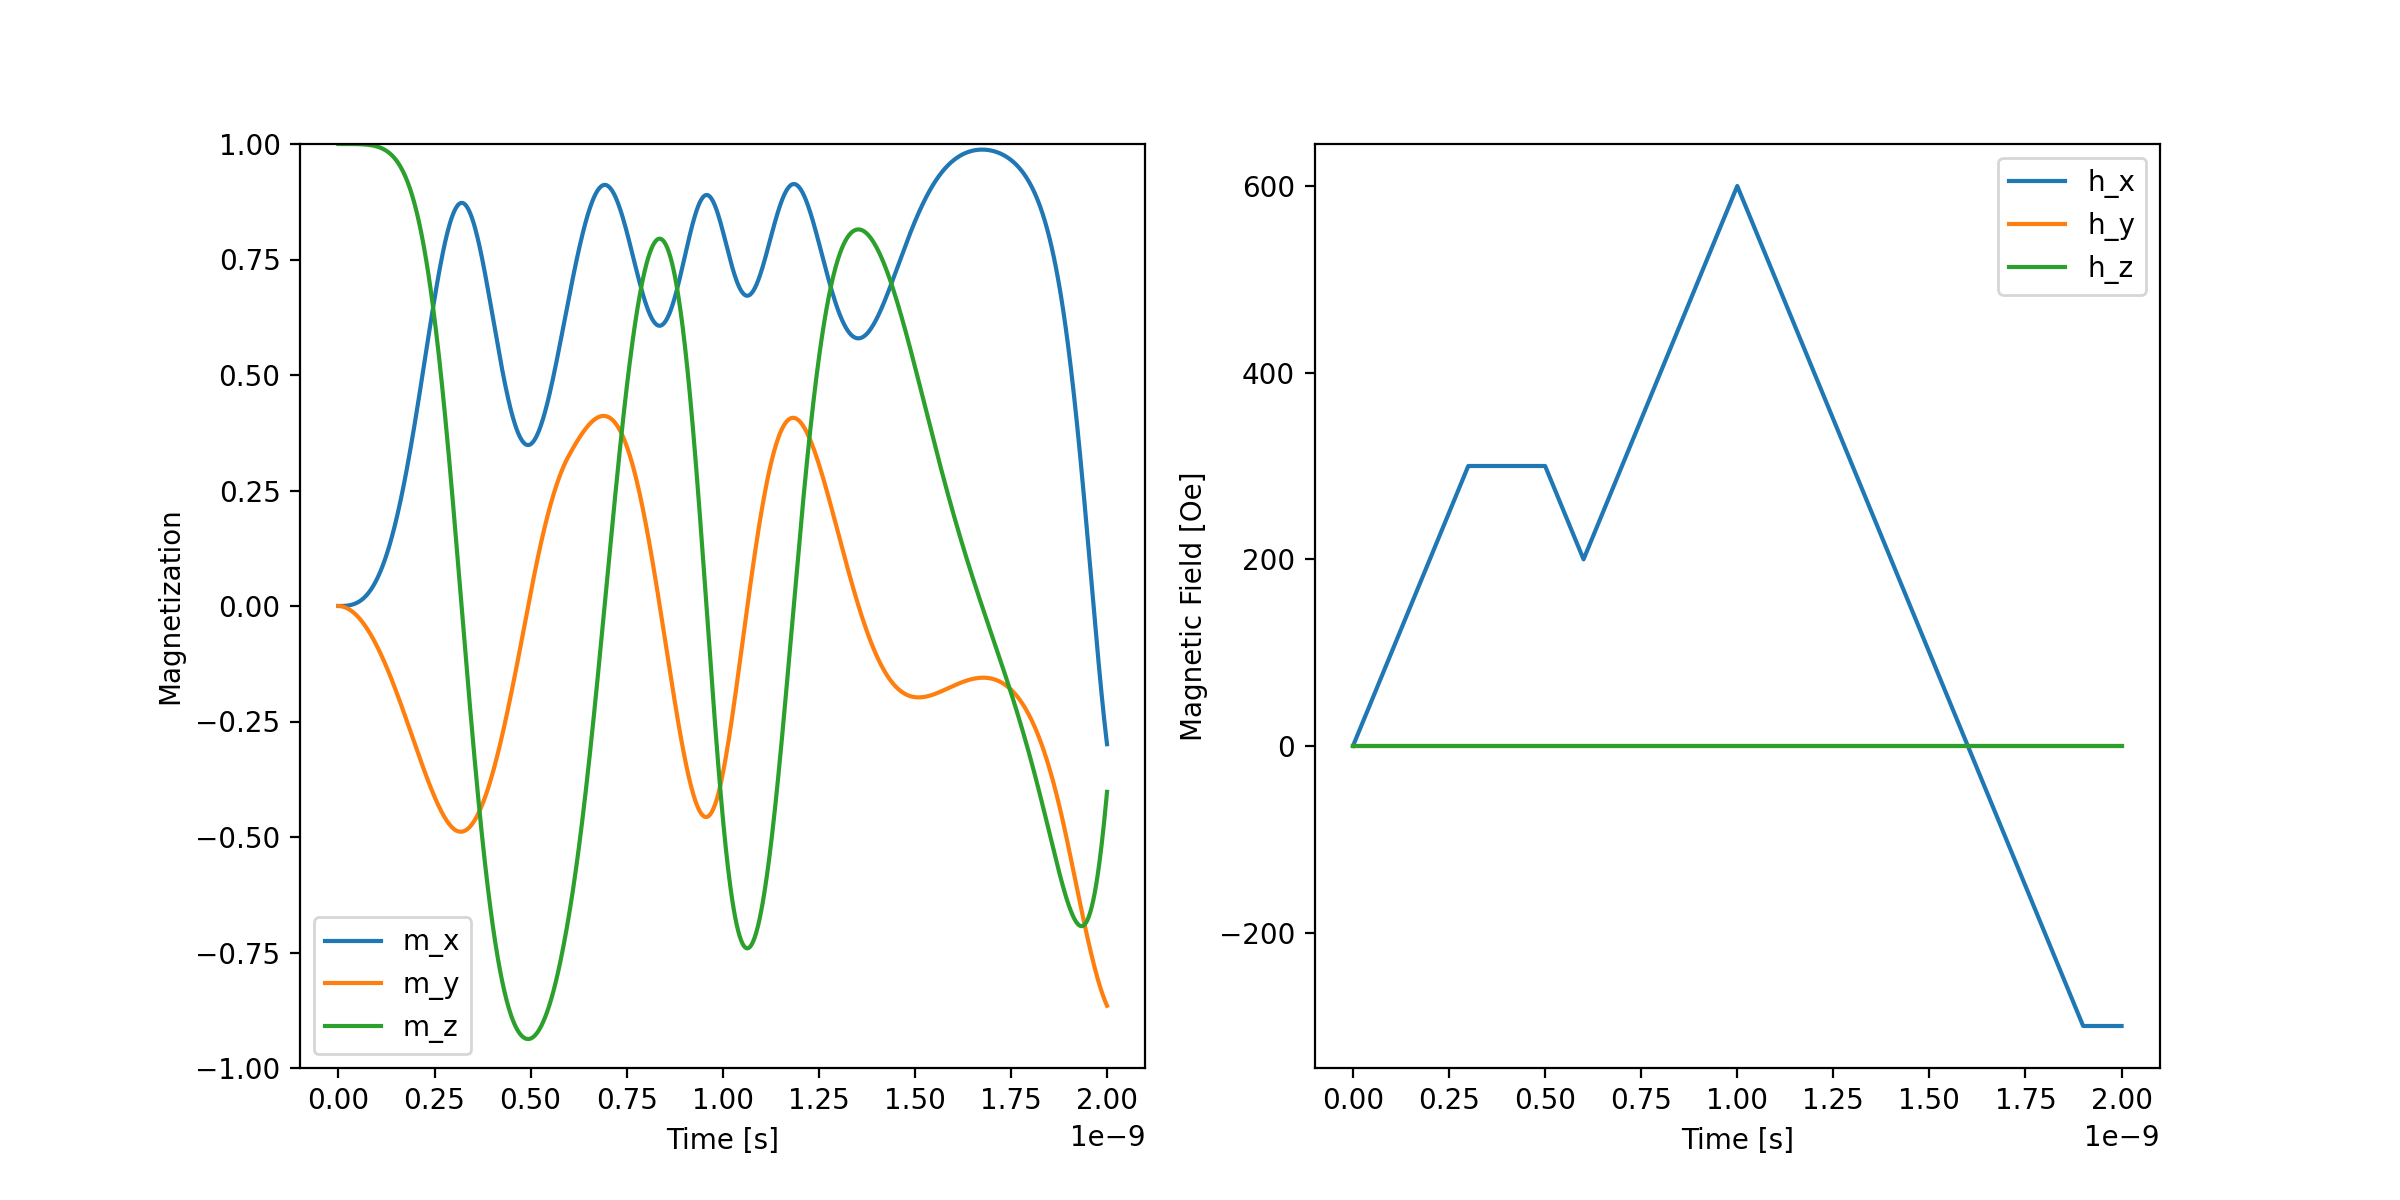 Magnetization
1.00
0.75
0.50
0.25
0.00
−0.25
−0.50
−0.75
−1.00
m_x
m_y
m_z
0.00 0.25 0.50 0.75 1.00 1.25 1.50 1.75 2.00
Time [s]
1e−9
Magnetic Field [Oe]
600
400
200
0
−200
h_x
h_y
h_z
0.00 0.25 0.50 0.75 1.00 1.25 1.50 1.75 2.00
Time [s]
1e−9